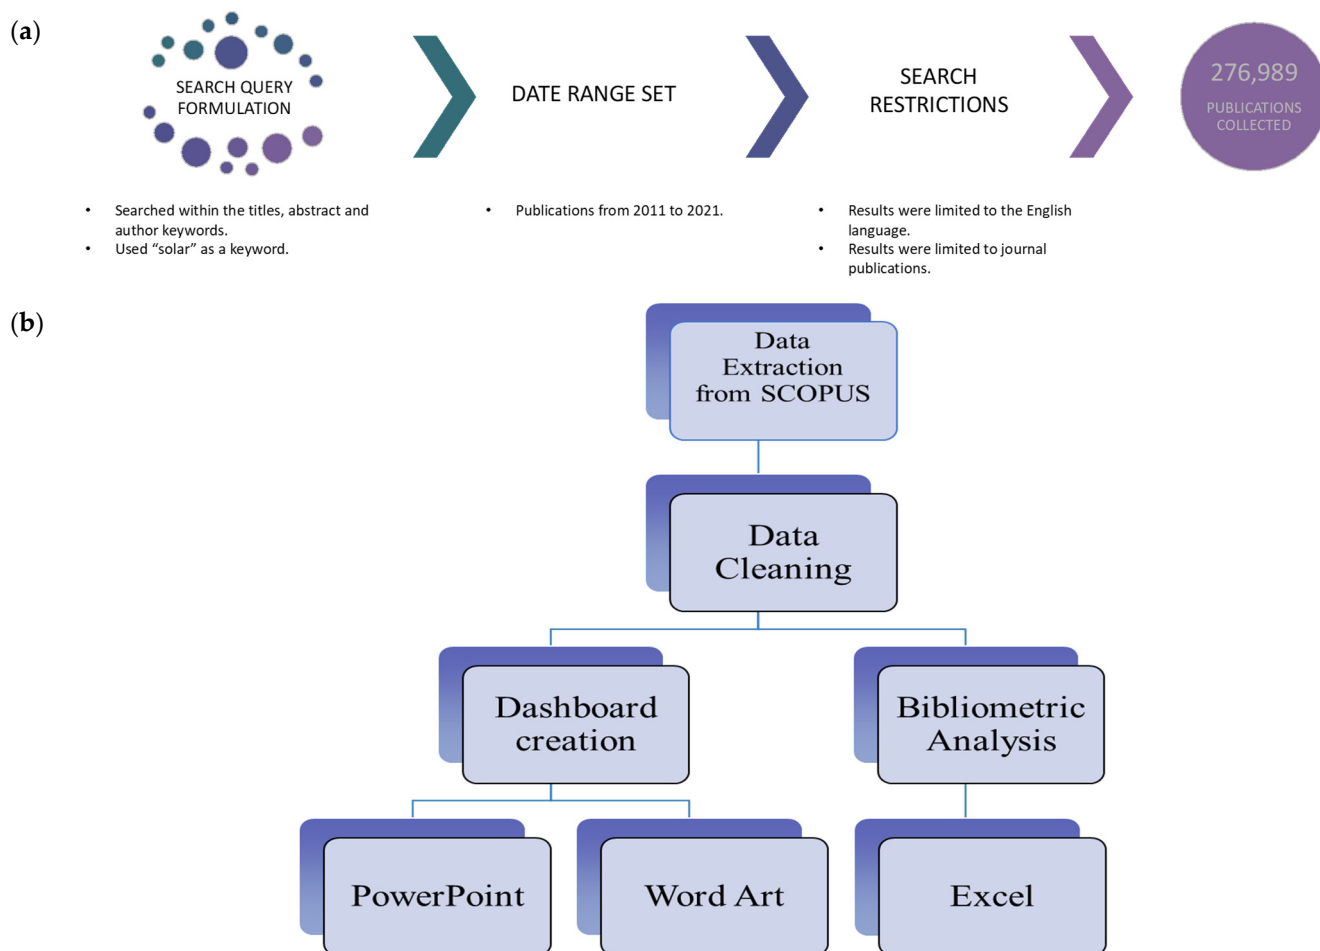 (a)
SEARCH QUERY
FORMULATION
DATE RANGE SET
SEARCH
RESTRICTIONS
276,989
PUBLICATIONS
COLLECTED
• Searched within the titles, abstract and
author keywords.
• Used “solar” as a keyword.
• Publications from 2011 to 2021.
• Results were limited to the English
language.
• Results were limited to journal
publications.
(b)
Data
Extraction
from SCOPUS
Data
Cleaning
Dashboard
creation
Bibliometric
Analysis
PowerPoint
Word Art
Excel